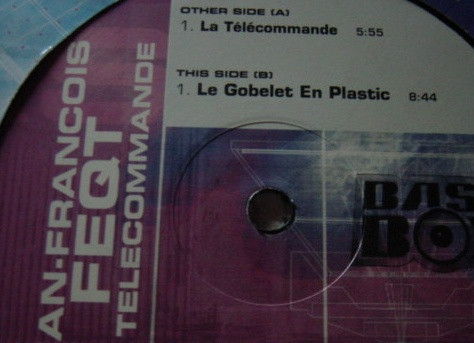 OTHER SIDE (A)
1. La Télécommande 5:55
THIS SIDE (B)
1. Le Gobelet En Plastic 8:44
AN-FRANCOIS
FEQT
TELECOMMANDE
BAS
BO